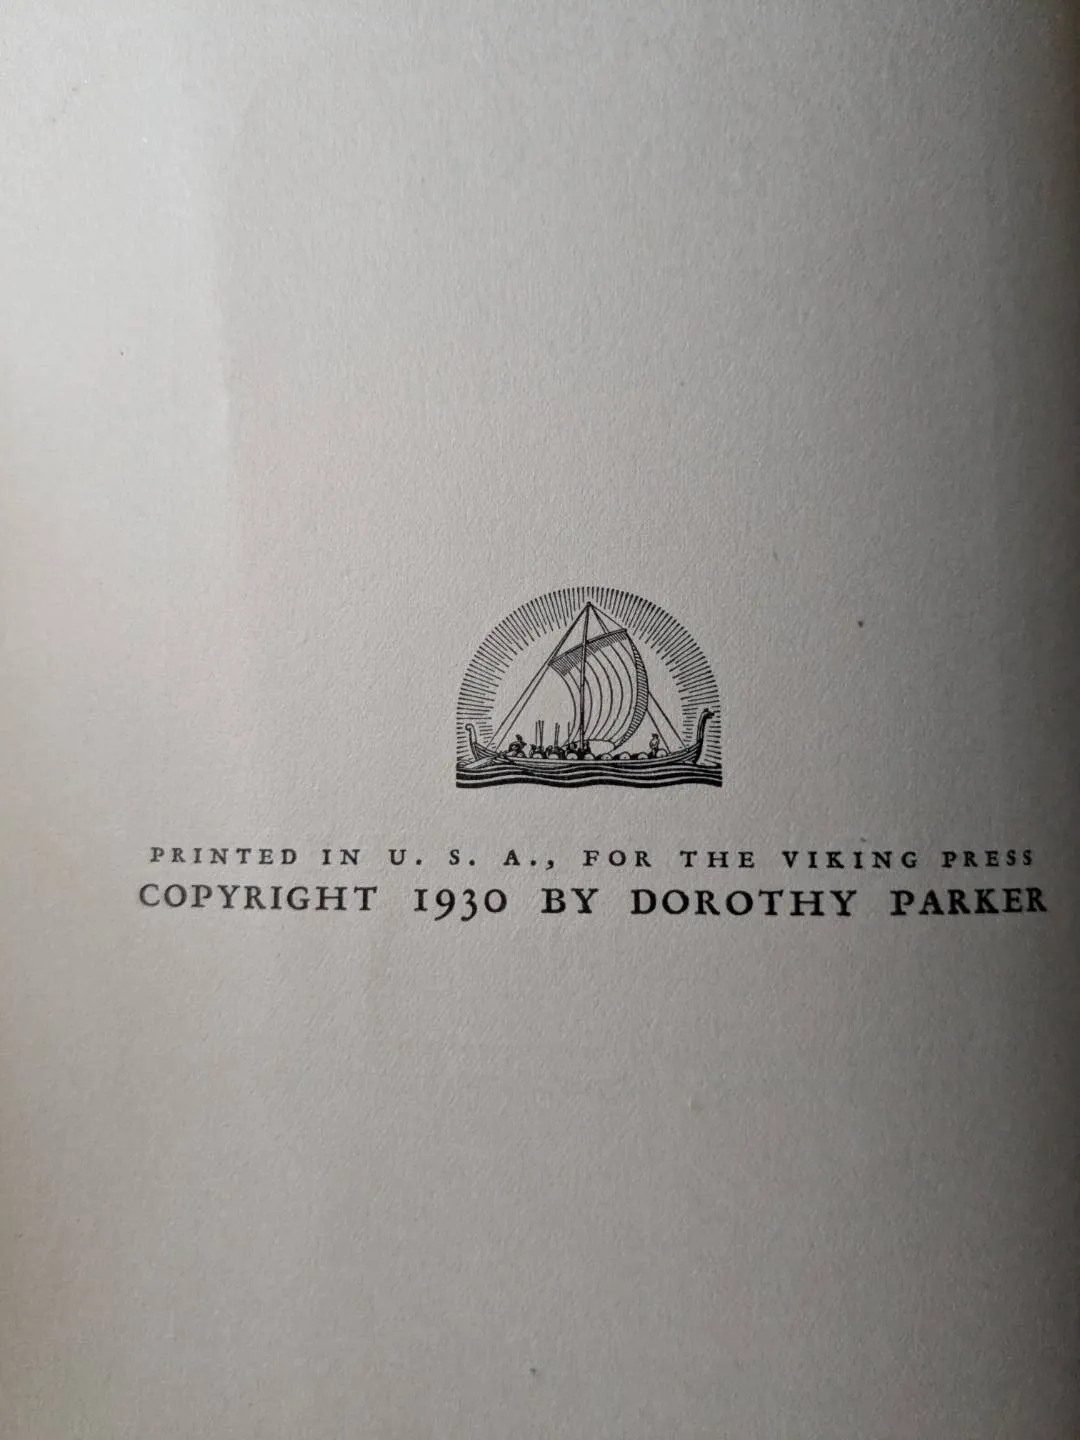 PRINTED IN U. S. A., FOR THE VIKING PRESS
COPYRIGHT 1930 BY DOROTHY PARKER